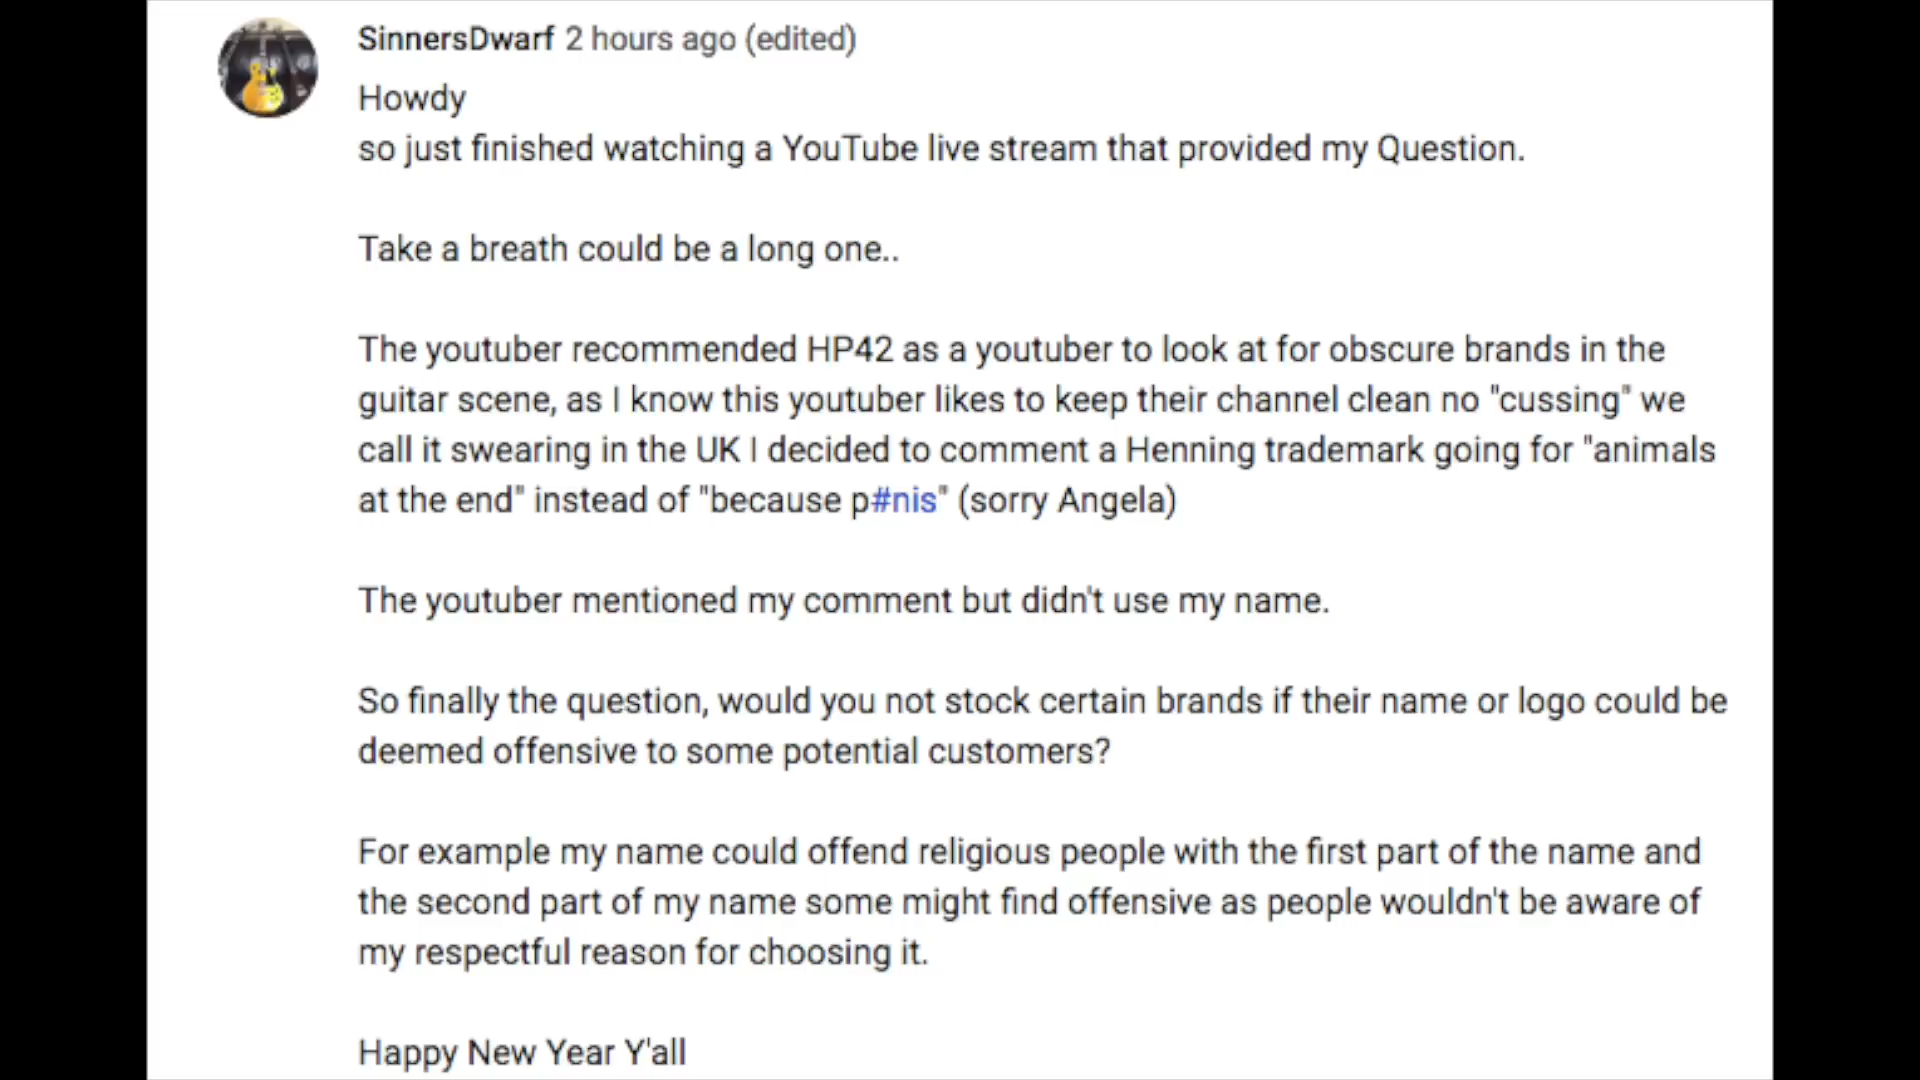 SinnersDwarf 2 hours ago (edited)
Howdy
so just finished watching a YouTube live stream that provided my Question.
Take a breath could be a long one..
The youtuber recommended HP42 as a youtuber to look at for obscure brands in the
guitar scene, as I know this youtuber likes to keep their channel clean no "cussing" we
call it swearing in the UK I decided to comment a Henning trademark going for "animals
at the end" instead of "because p#nis" (sorry Angela)
The youtuber mentioned my comment but didn't use my name.
So finally the question, would you not stock certain brands if their name or logo could be
deemed offensive to some potential customers?
For example my name could offend religious people with the first part of the name and
the second part of my name some might find offensive as people wouldn't be aware of
my respectful reason for choosing it.
Happy New Year Y'all